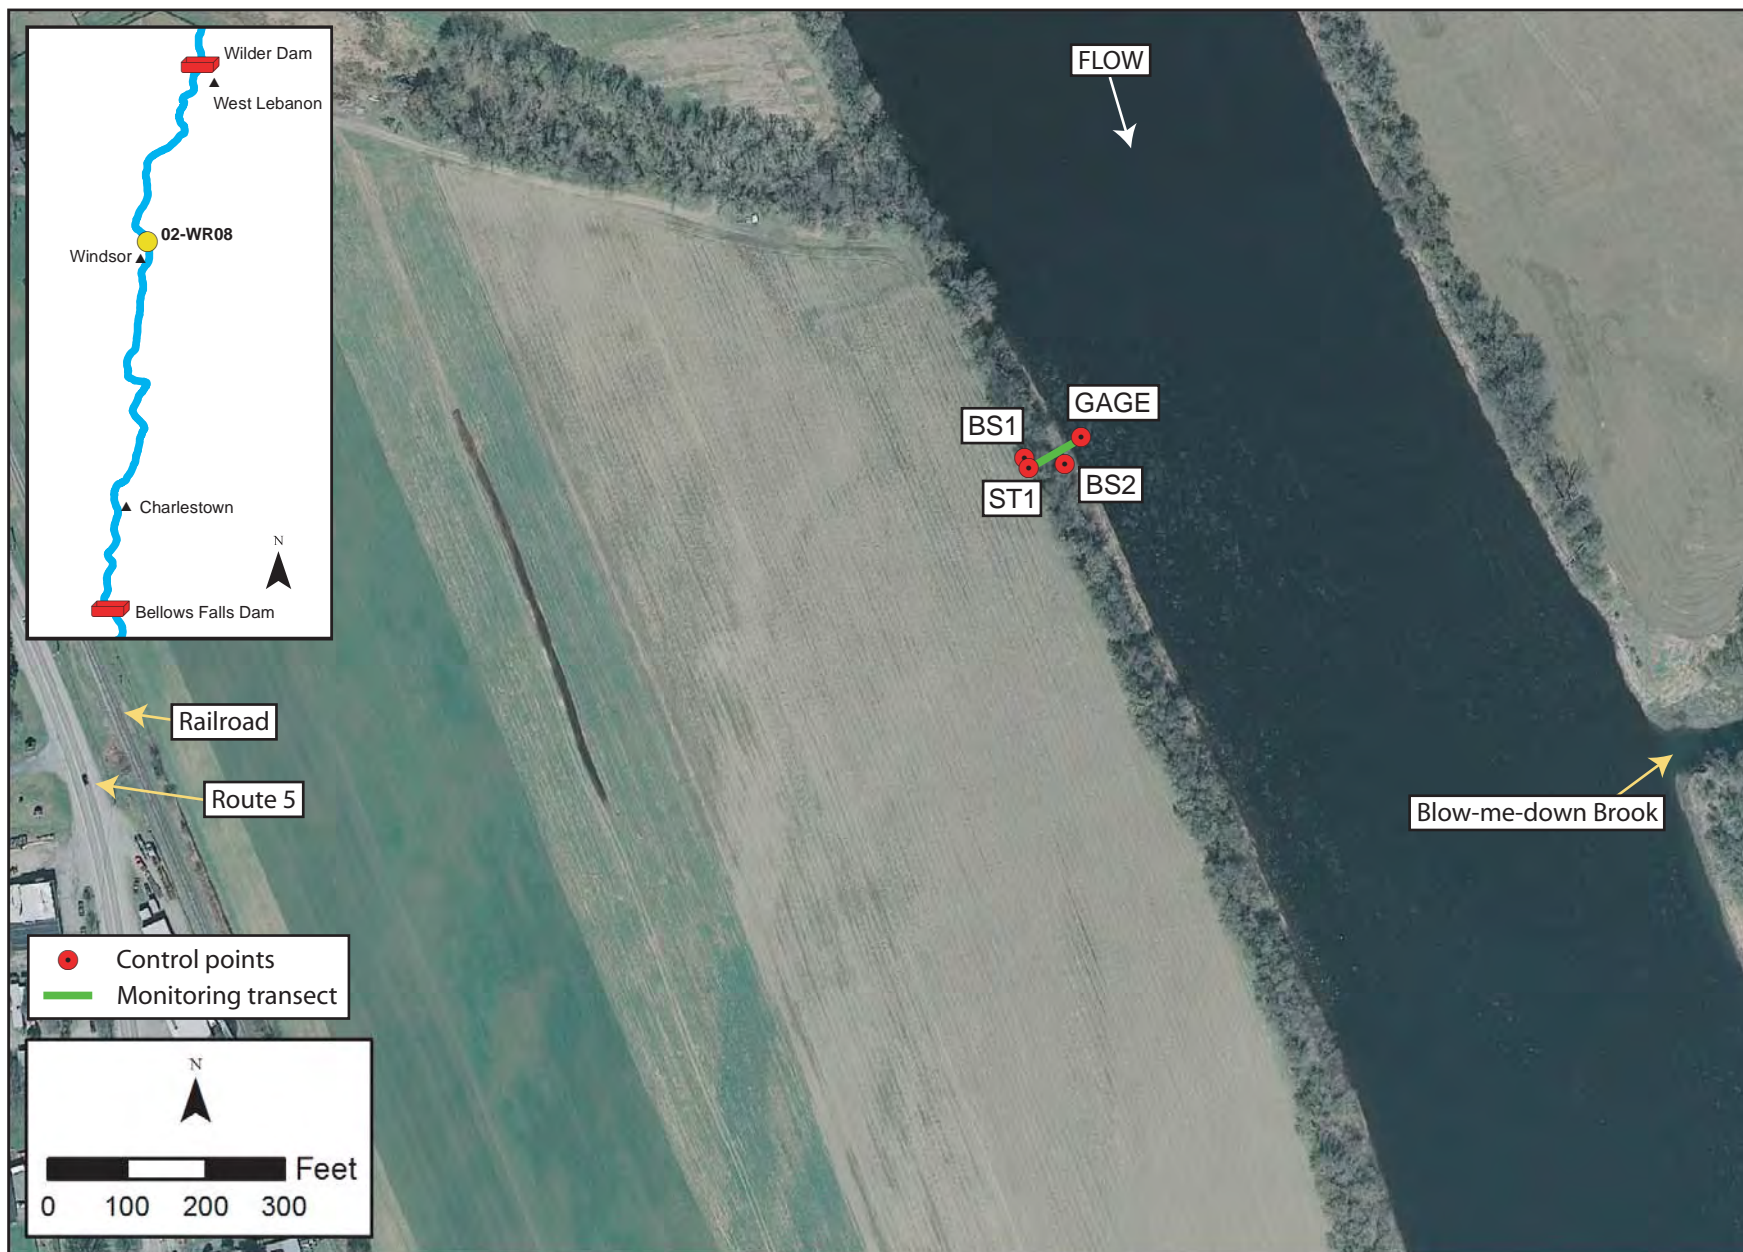 Wilder Dam
West Lebanon
02-WR08
Windsor
Charlestown
N
Bellows Falls Dam
FLOW
GAGE
BS1
BS2
ST1
Railroad
Route 5
Blow-me-down Brook
Control points
Monitoring transect
N
Feet
0 100 200 300